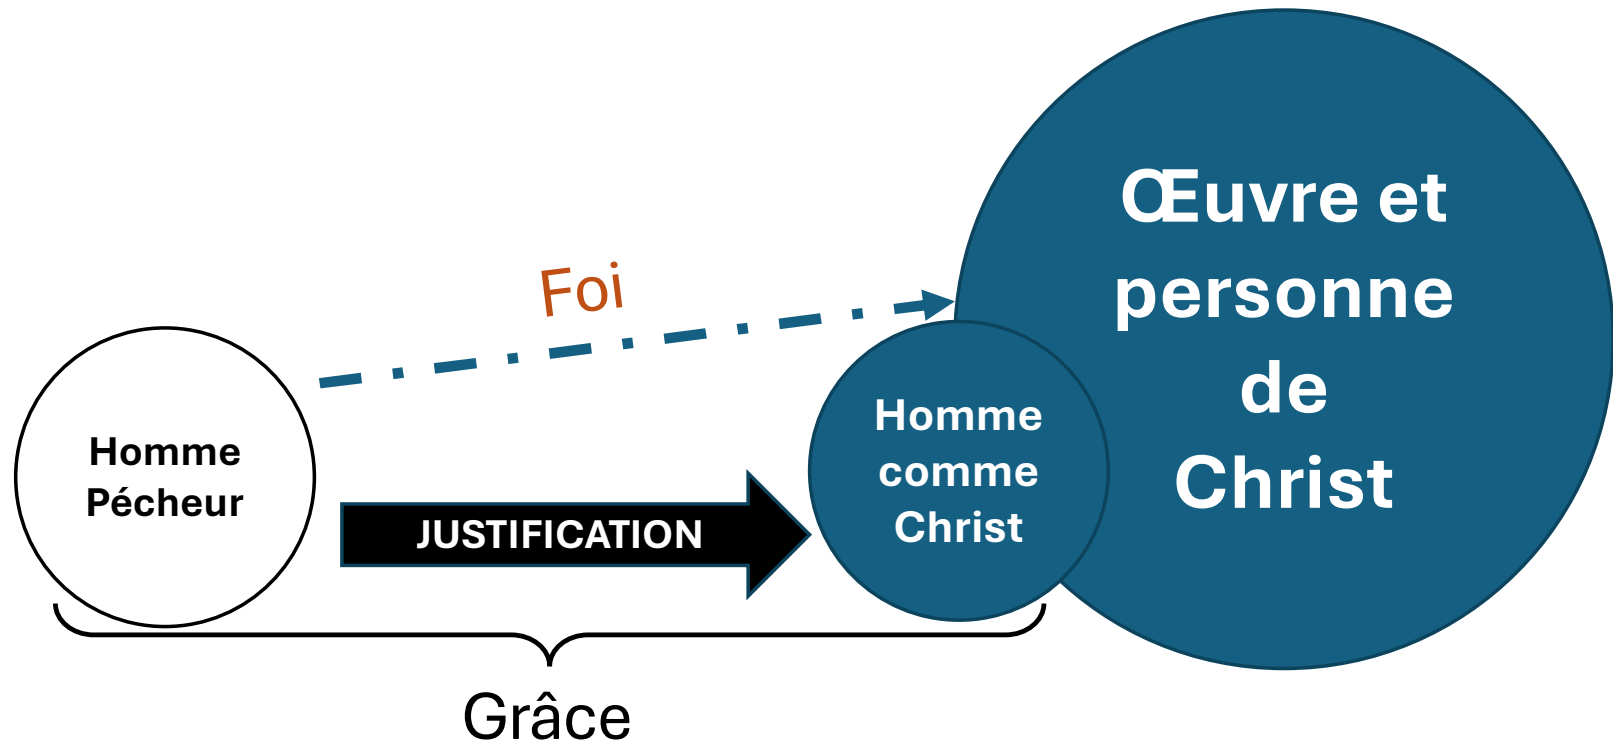 Œuvre et
personne
de
Christ
Foi
Homme
Pécheur
JUSTIFICATION
Homme
comme
Christ
Grâce